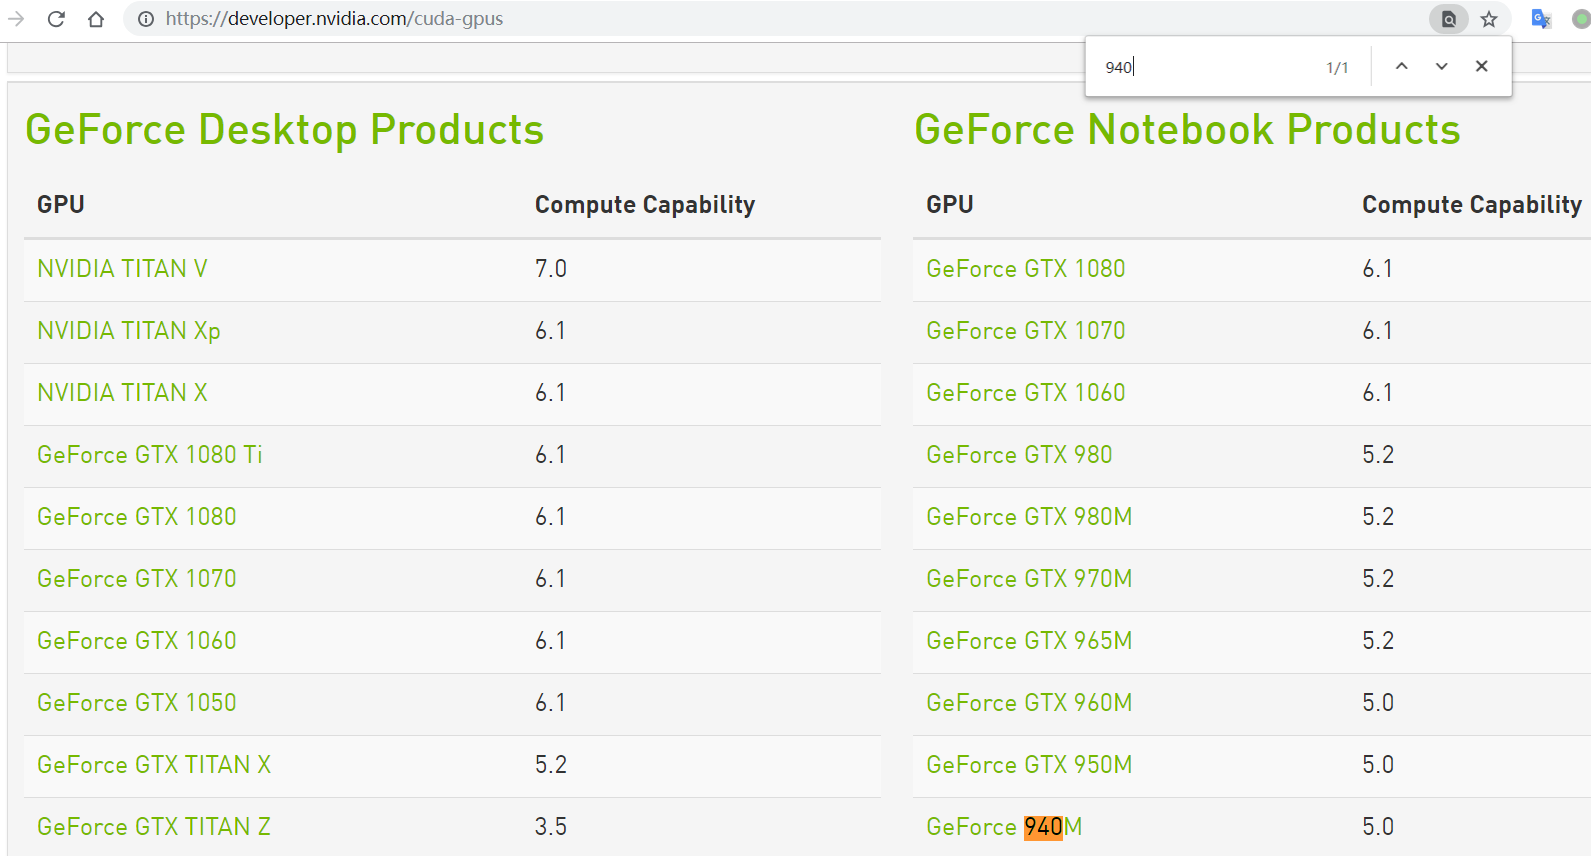 https://developer.nvidia.com/cuda-gpus
940
1/1
GeForce Desktop Products
GPU Compute Capability
NVIDIA TITAN V 7.0
NVIDIA TITAN Xp 6.1
NVIDIA TITAN X 6.1
GeForce GTX 1080 Ti 6.1
GeForce GTX 1080 6.1
GeForce GTX 1070 6.1
GeForce GTX 1060 6.1
GeForce GTX 1050 6.1
GeForce GTX TITAN X 5.2
GeForce GTX TITAN Z 3.5
GeForce Notebook Products
GPU Compute Capability
GeForce GTX 1080 6.1
GeForce GTX 1070 6.1
GeForce GTX 1060 6.1
GeForce GTX 980 5.2
GeForce GTX 980M 5.2
GeForce GTX 970M 5.2
GeForce GTX 965M 5.2
GeForce GTX 960M 5.0
GeForce GTX 950M 5.0
GeForce 940M 5.0